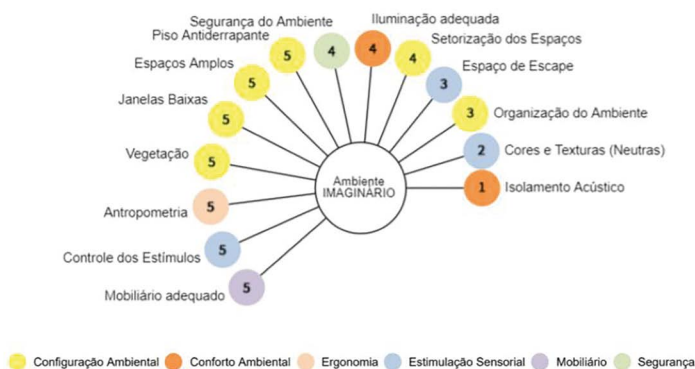 Segurança do Ambiente
4
Iluminação adequada
4
Piso Antiderrapante
5
Setorização dos Espaços
4
Espaços Amplos
5
Espaço de Escape
3
Janelas Baixas
5
Organização do Ambiente
3
Vegetação
5
Cores e Texturas (Neutras)
2
Ambiente
IMAGINÁRIO
Isolamento Acústico
1
Antropometria
5
Controle dos Estímulos
5
Mobiliário adequado
5
Configuração Ambiental
Conforto Ambiental
Ergonomia
Estimulação Sensorial
Mobiliário
Segurança